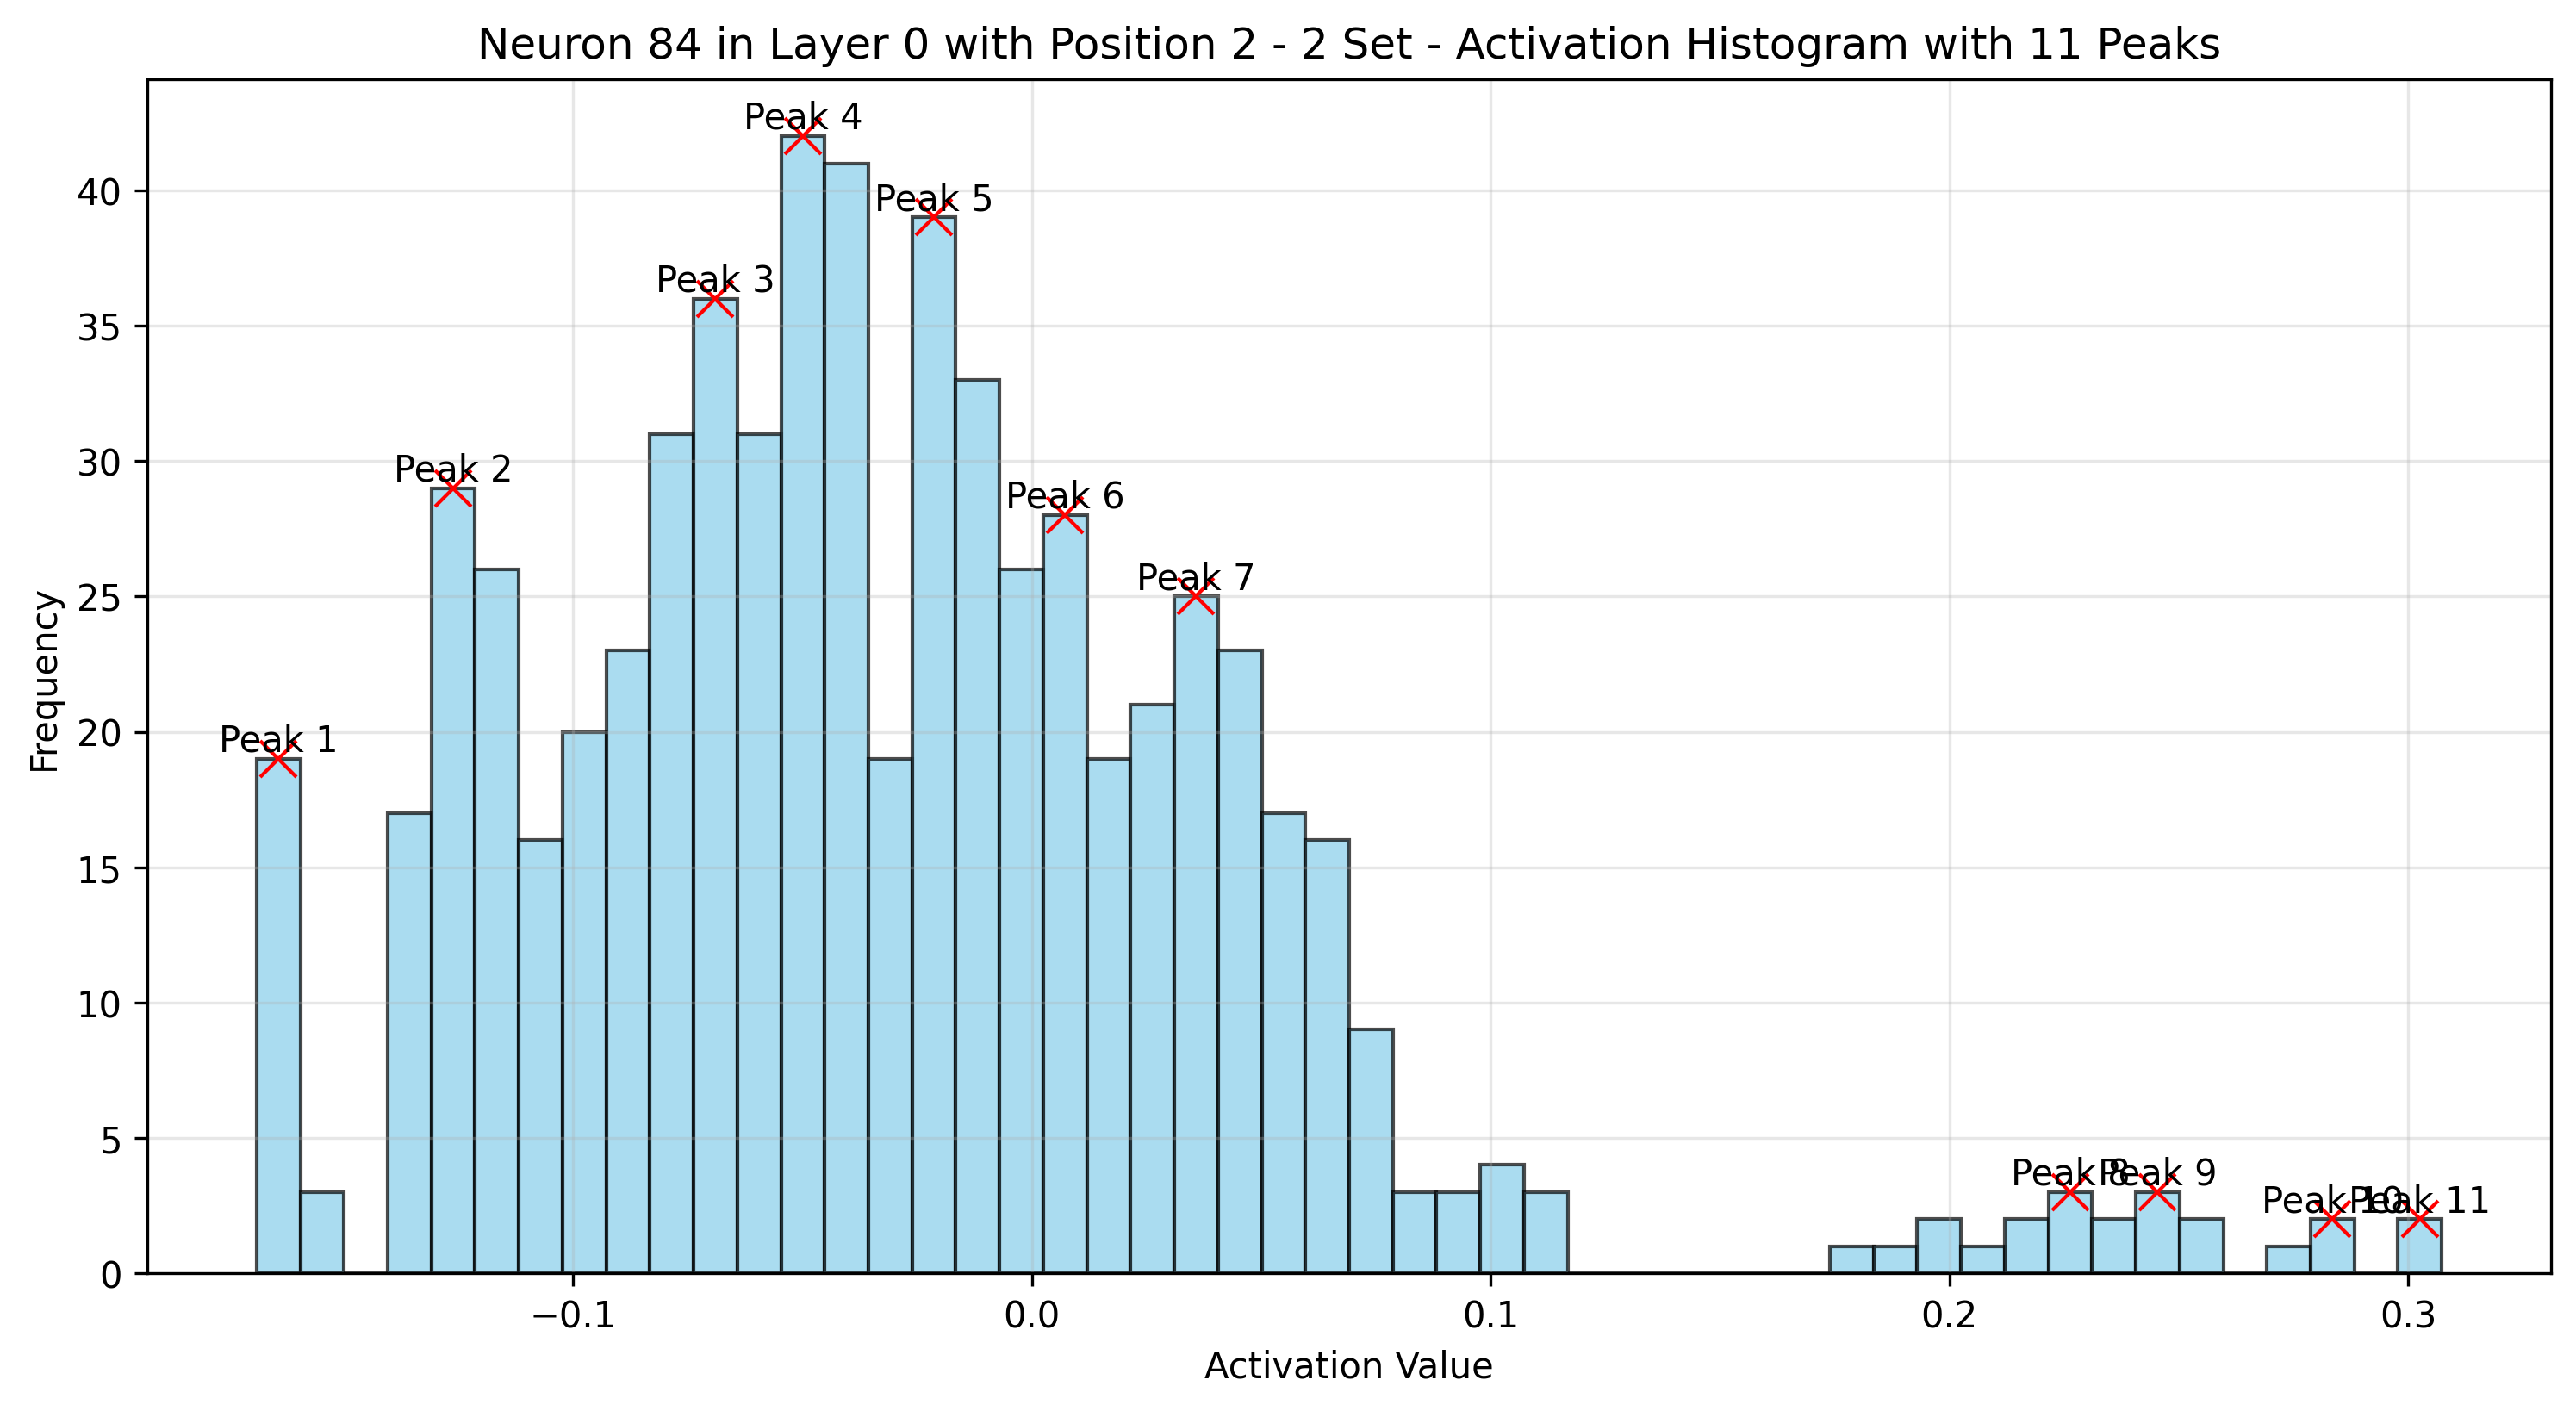 Neuron 84 in Layer 0 with Position 2 - 2 Set - Activation Histogram with 11 Peaks
Peak 4
Peak 5
Peak 3
Peak 2
Peak 6
Peak 7
Peak 1
Peak 8
Peak 9
Peak 10
Peak 11
Frequency
40
35
30
25
20
15
10
5
0
−0.1
0.0
0.1
0.2
0.3
Activation Value